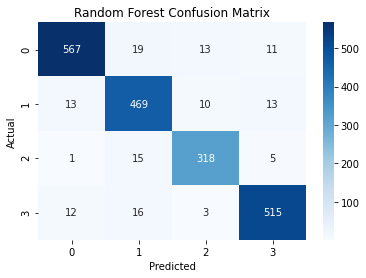 Random Forest Confusion Matrix
0 567 19 13 11
1 13 469 10 13
2 1 15 318 5
3 12 16 3 515
0 1 2 3
Predicted
Actual
500
400
300
200
100